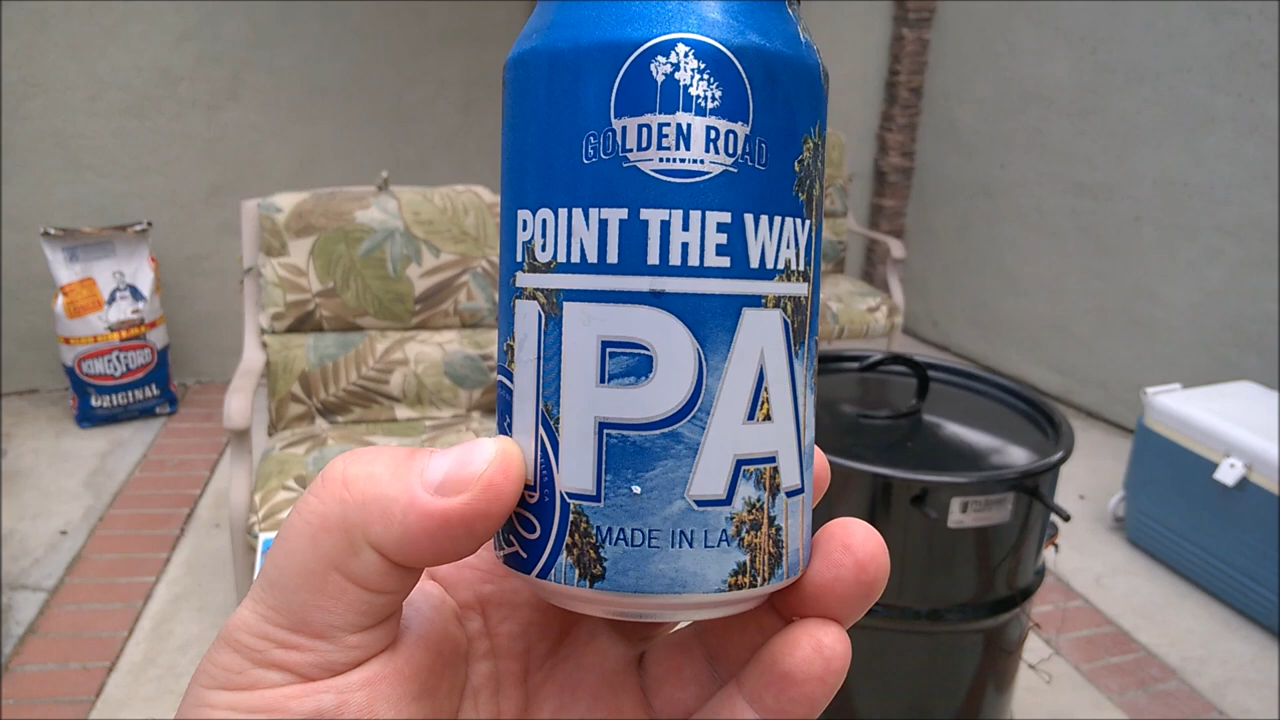 GOLDEN ROAD
BREWING
POINT THE WAY
IPA
MADE IN LA
KINGSFORD
ORIGINAL